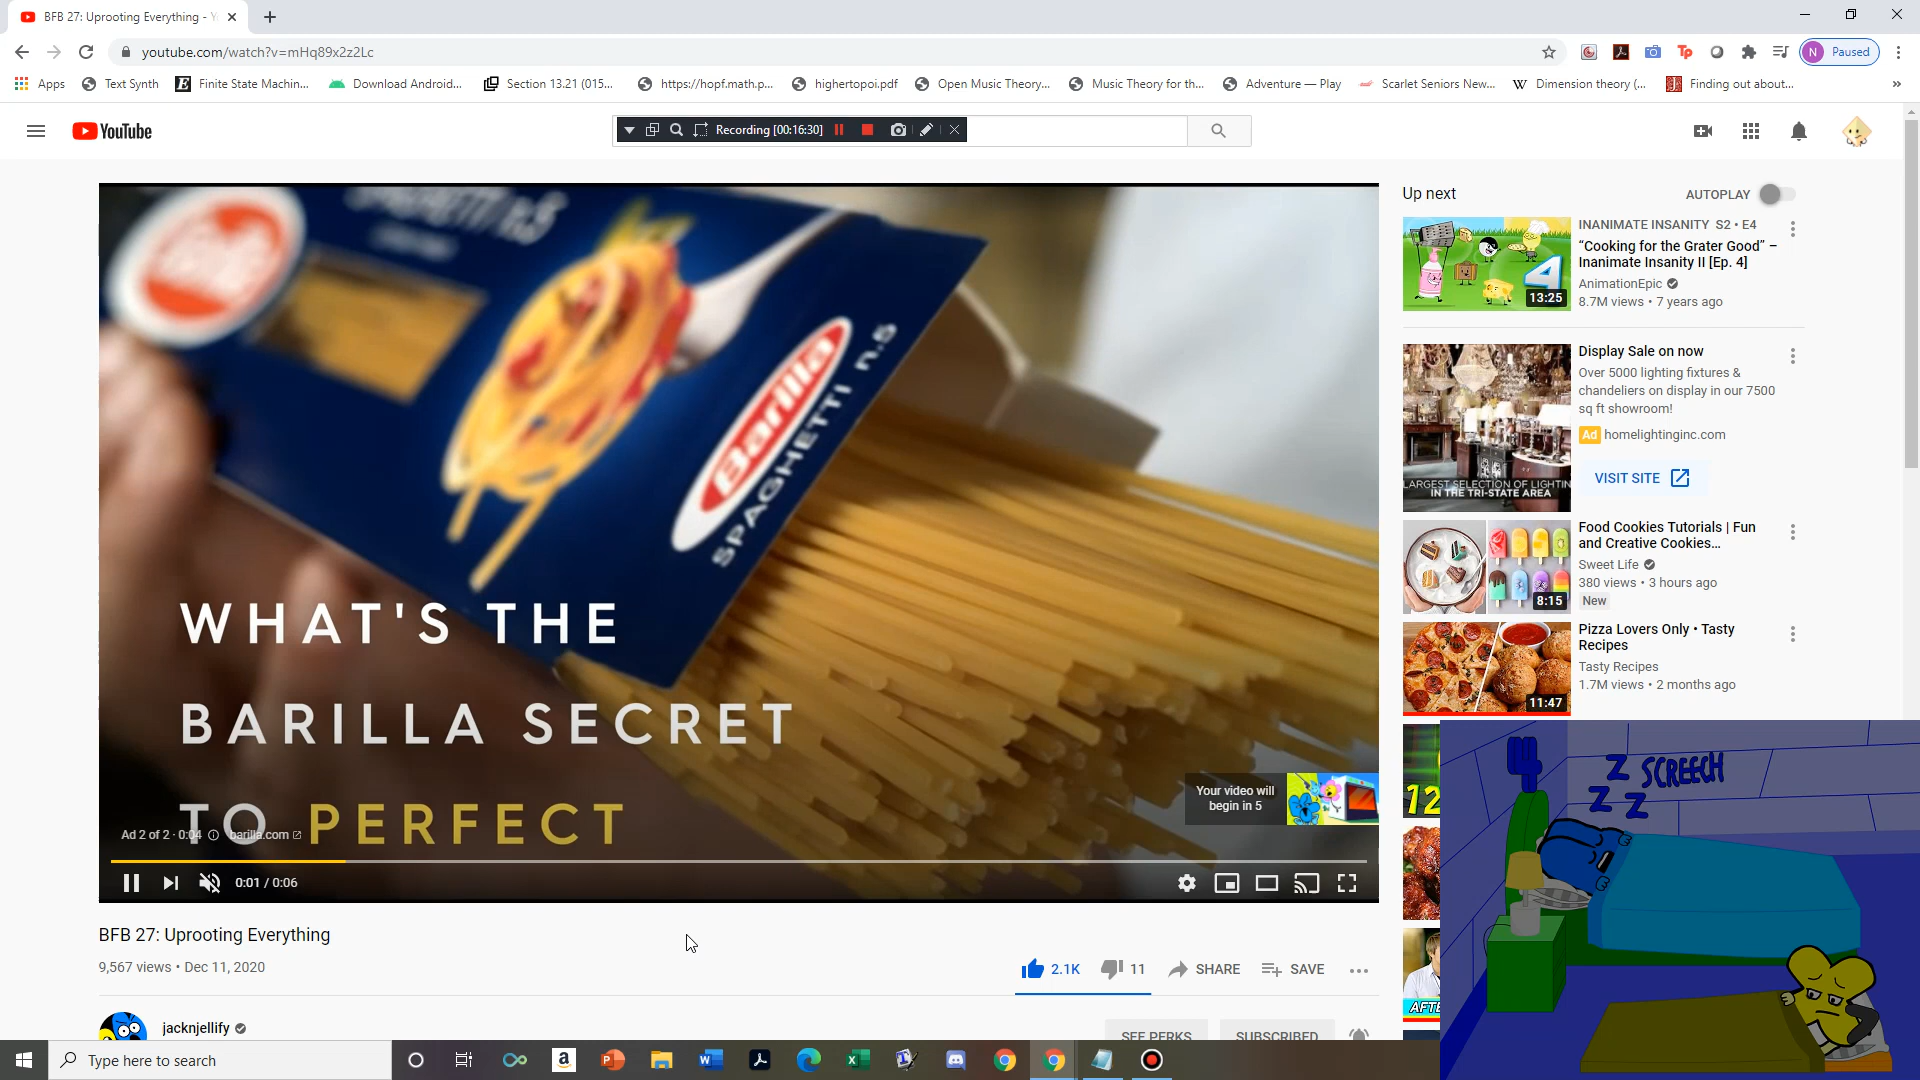 BFB 27: Uprooting Everything - Y
youtube.com/watch?v=mHq89x2z2Lc
N Paused
Apps
Text Synth
Finite State Machin...
Download Android...
Section 13.21 (015...
https://hopf.math.p...
highertopoi.pdf
Open Music Theory...
Music Theory for th...
Adventure — Play
Scarlet Seniors New...
Dimension theory (...
Finding out about...
YouTube
Recording [00:16:30]
Barilla
SPAGHETTI n.5
WHAT'S THE
BARILLA SECRET
TO PERFECT
Ad 2 of 2 · 0:04 barilla.com
Your video will
begin in 5
0:01 / 0:06
BFB 27: Uprooting Everything
9,567 views • Dec 11, 2020
2.1K
11
SHARE
SAVE
jacknjellify
SEE PERKS
SUBSCRIBED
Up next
AUTOPLAY
INANIMATE INSANITY S2 • E4
“Cooking for the Grater Good” –
Inanimate Insanity II [Ep. 4]
AnimationEpic
8.7M views • 7 years ago
4
13:25
Display Sale on now
Over 5000 lighting fixtures &
chandeliers on display in our 7500
sq ft showroom!
Ad homelightinginc.com
VISIT SITE
LARGEST SELECTION OF LIGHTIN
IN THE TRI-STATE AREA
Food Cookies Tutorials | Fun
and Creative Cookies...
Sweet Life
380 views • 3 hours ago
New
8:15
Pizza Lovers Only • Tasty
Recipes
Tasty Recipes
1.7M views • 2 months ago
11:47
12
AFTE
Z SCREECH
Z Z
Type here to search